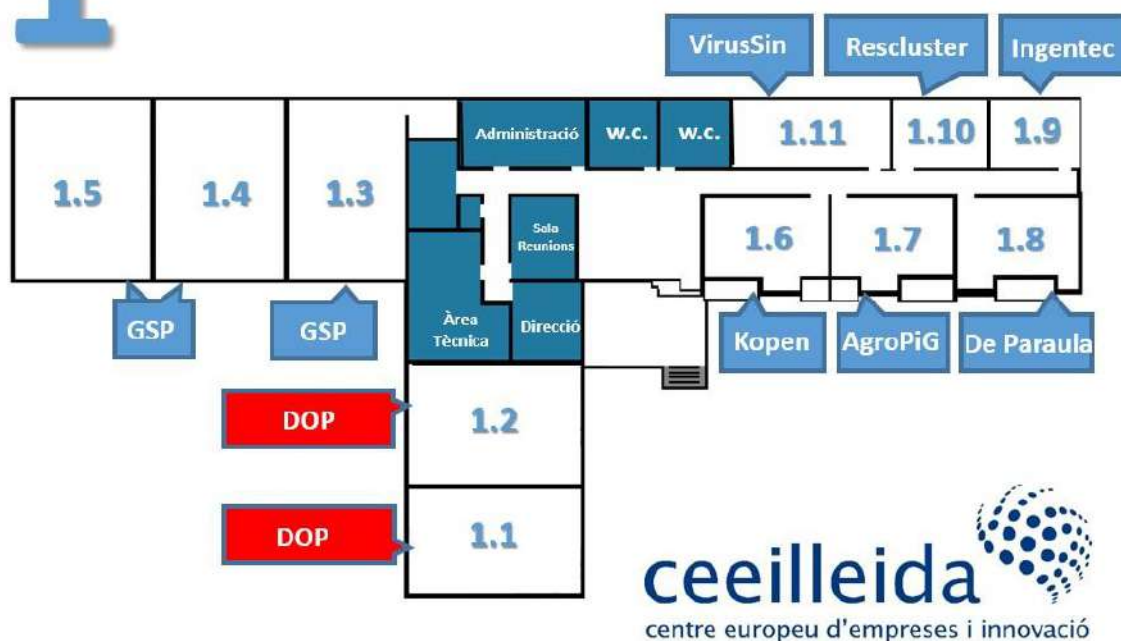 1
VirusSin
Rescluster
Ingentec
Administració
W.C.
W.C.
1.11
1.10
1.9
1.5
1.4
1.3
Sala
Reunions
1.6
1.7
1.8
GSP
GSP
Àrea
Tècnica
Direcció
Kopen
AgroPiG
De Paraula
DOP
1.2
DOP
1.1
ceeilleida
centre europeu d'empreses i innovació